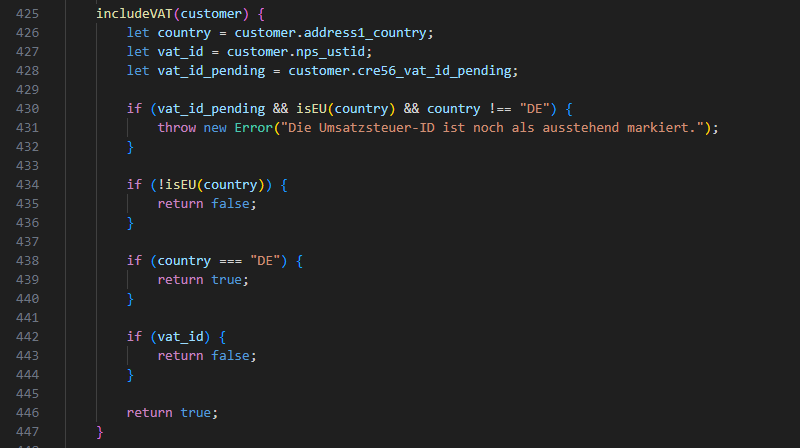 425 includeVAT(customer) {
426 let country = customer.address1_country;
427 let vat_id = customer.nps_ustid;
428 let vat_id_pending = customer.cre56_vat_id_pending;
429
430 if (vat_id_pending && isEU(country) && country !== "DE") {
431 throw new Error("Die Umsatzsteuer-ID ist noch als ausstehend markiert.");
432 }
433
434 if (!isEU(country)) {
435 return false;
436 }
437
438 if (country === "DE") {
439 return true;
440 }
441
442 if (vat_id) {
443 return false;
444 }
445
446 return true;
447 }